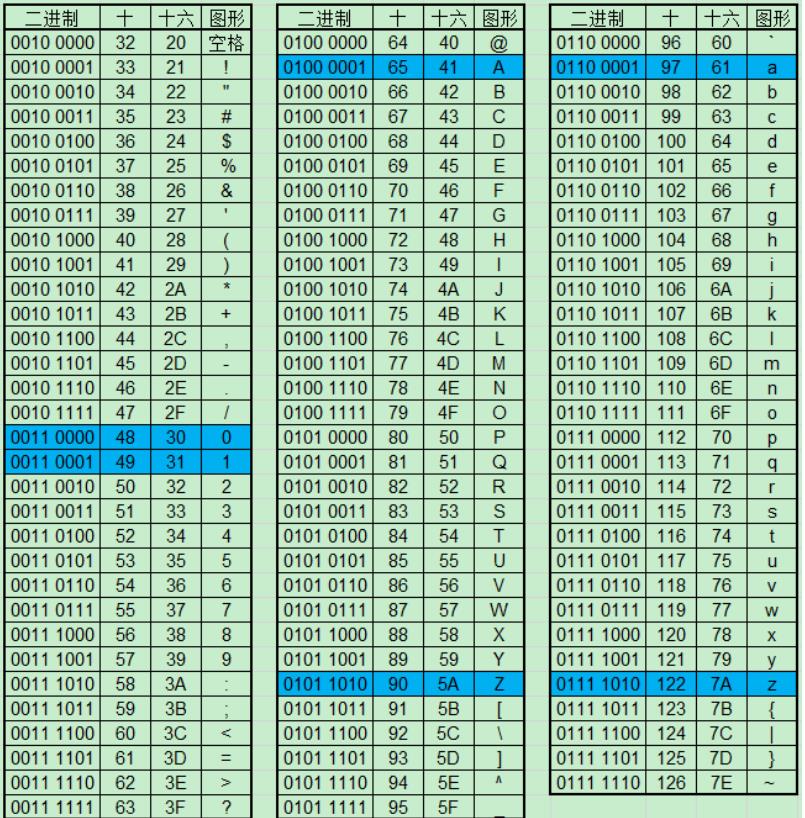 二进制 十 十六 图形 二进制 十 十六 图形 二进制 十 十六 图形
0010 0000 32 20 空格 0100 0000 64 40 @ 0110 0000 96 60 `
0010 0001 33 21 ! 0100 0001 65 41 A 0110 0001 97 61 a
0010 0010 34 22 " 0100 0010 66 42 B 0110 0010 98 62 b
0010 0011 35 23 # 0100 0011 67 43 C 0110 0011 99 63 c
0010 0100 36 24 $ 0100 0100 68 44 D 0110 0100 100 64 d
0010 0101 37 25 % 0100 0101 69 45 E 0110 0101 101 65 e
0010 0110 38 26 & 0100 0110 70 46 F 0110 0110 102 66 f
0010 0111 39 27 ' 0100 0111 71 47 G 0110 0111 103 67 g
0010 1000 40 28 ( 0100 1000 72 48 H 0110 1000 104 68 h
0010 1001 41 29 ) 0100 1001 73 49 I 0110 1001 105 69 i
0010 1010 42 2A * 0100 1010 74 4A J 0110 1010 106 6A j
0010 1011 43 2B + 0100 1011 75 4B K 0110 1011 107 6B k
0010 1100 44 2C , 0100 1100 76 4C L 0110 1100 108 6C l
0010 1101 45 2D - 0100 1101 77 4D M 0110 1101 109 6D m
0010 1110 46 2E . 0100 1110 78 4E N 0110 1110 110 6E n
0010 1111 47 2F / 0100 1111 79 4F O 0110 1111 111 6F o
0011 0000 48 30 0 0101 0000 80 50 P 0111 0000 112 70 p
0011 0001 49 31 1 0101 0001 81 51 Q 0111 0001 113 71 q
0011 0010 50 32 2 0101 0010 82 52 R 0111 0010 114 72 r
0011 0011 51 33 3 0101 0011 83 53 S 0111 0011 115 73 s
0011 0100 52 34 4 0101 0100 84 54 T 0111 0100 116 74 t
0011 0101 53 35 5 0101 0101 85 55 U 0111 0101 117 75 u
0011 0110 54 36 6 0101 0110 86 56 V 0111 0110 118 76 v
0011 0111 55 37 7 0101 0111 87 57 W 0111 0111 119 77 w
0011 1000 56 38 8 0101 1000 88 58 X 0111 1000 120 78 x
0011 1001 57 39 9 0101 1001 89 59 Y 0111 1001 121 79 y
0011 1010 58 3A : 0101 1010 90 5A Z 0111 1010 122 7A z
0011 1011 59 3B ; 0101 1011 91 5B [ 0111 1011 123 7B {
0011 1100 60 3C < 0101 1100 92 5C \ 0111 1100 124 7C |
0011 1101 61 3D = 0101 1101 93 5D ] 0111 1101 125 7D }
0011 1110 62 3E > 0101 1110 94 5E ^ 0111 1110 126 7E ~
0011 1111 63 3F ? 0101 1111 95 5F _